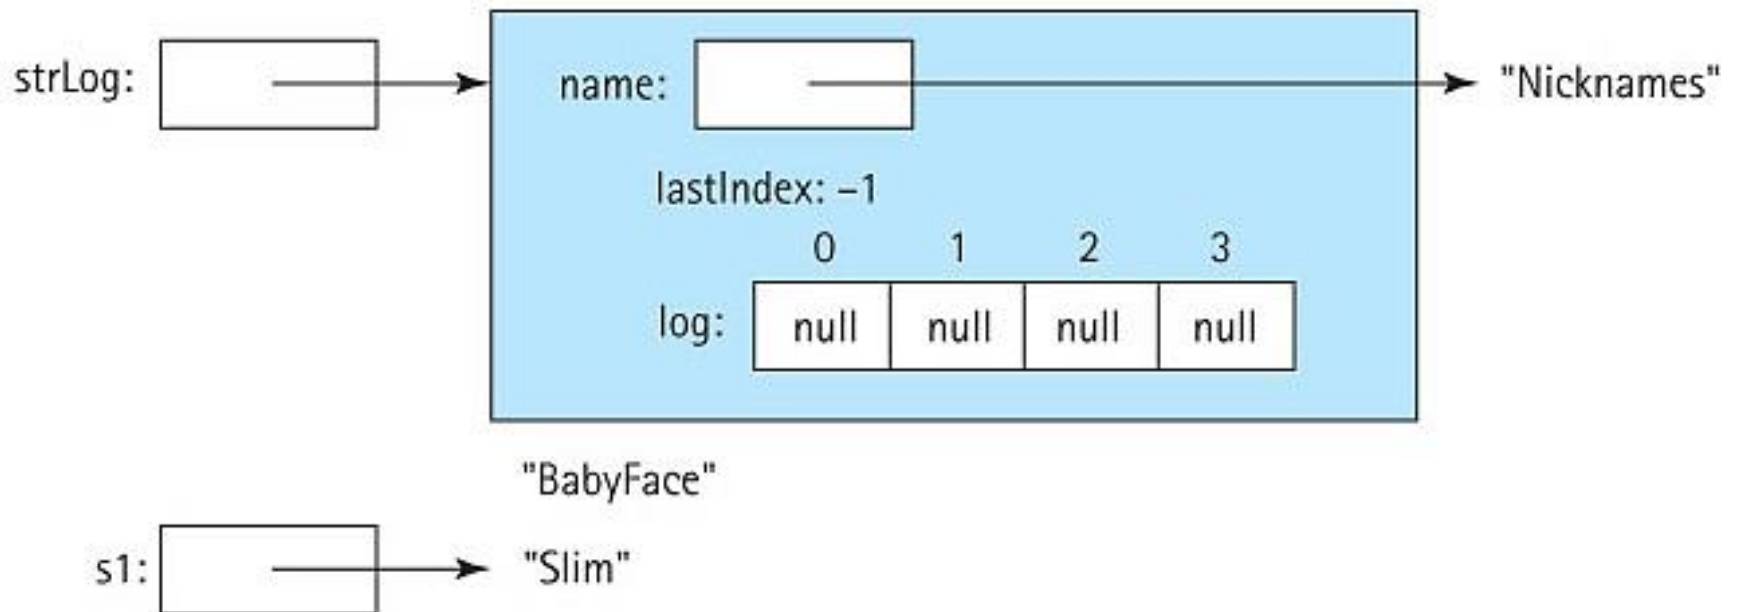 strLog:
name:
"Nicknames"
lastIndex: –1
0 1 2 3
log: null null null null
"BabyFace"
s1: "Slim"